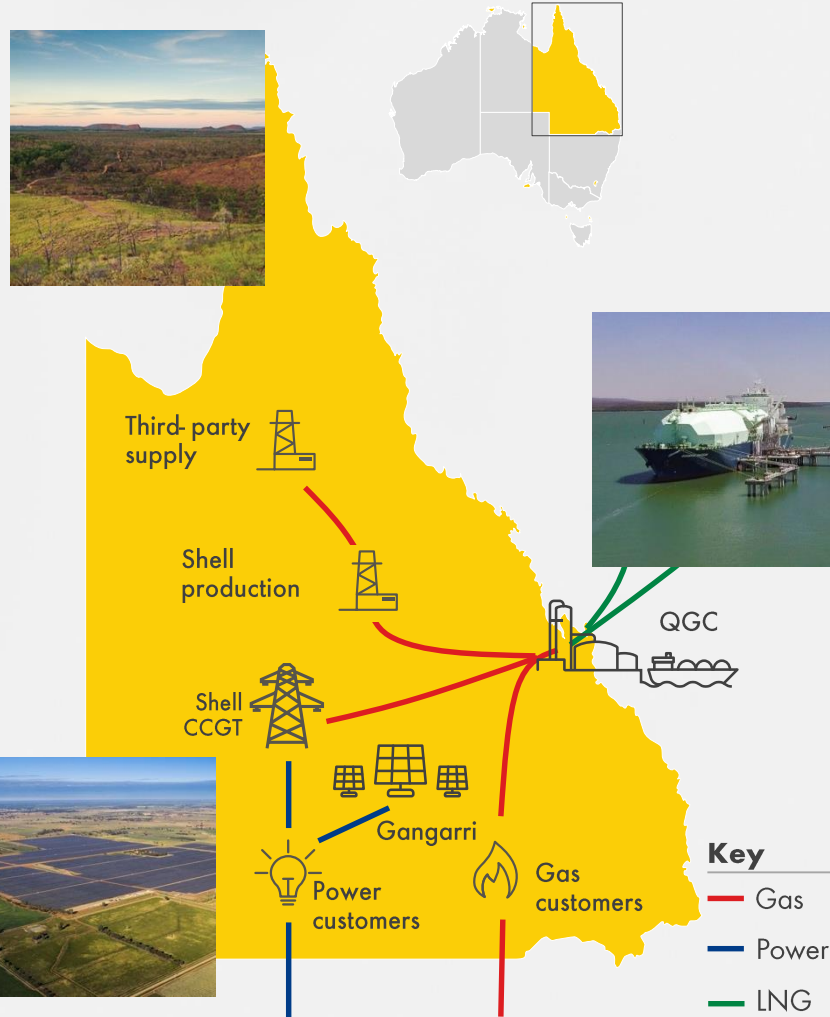 Third- party
supply
Shell
production
QGC
Shell
CCGT
Gangarri
Power
customers
Gas
customers
Key
Gas
Power
LNG